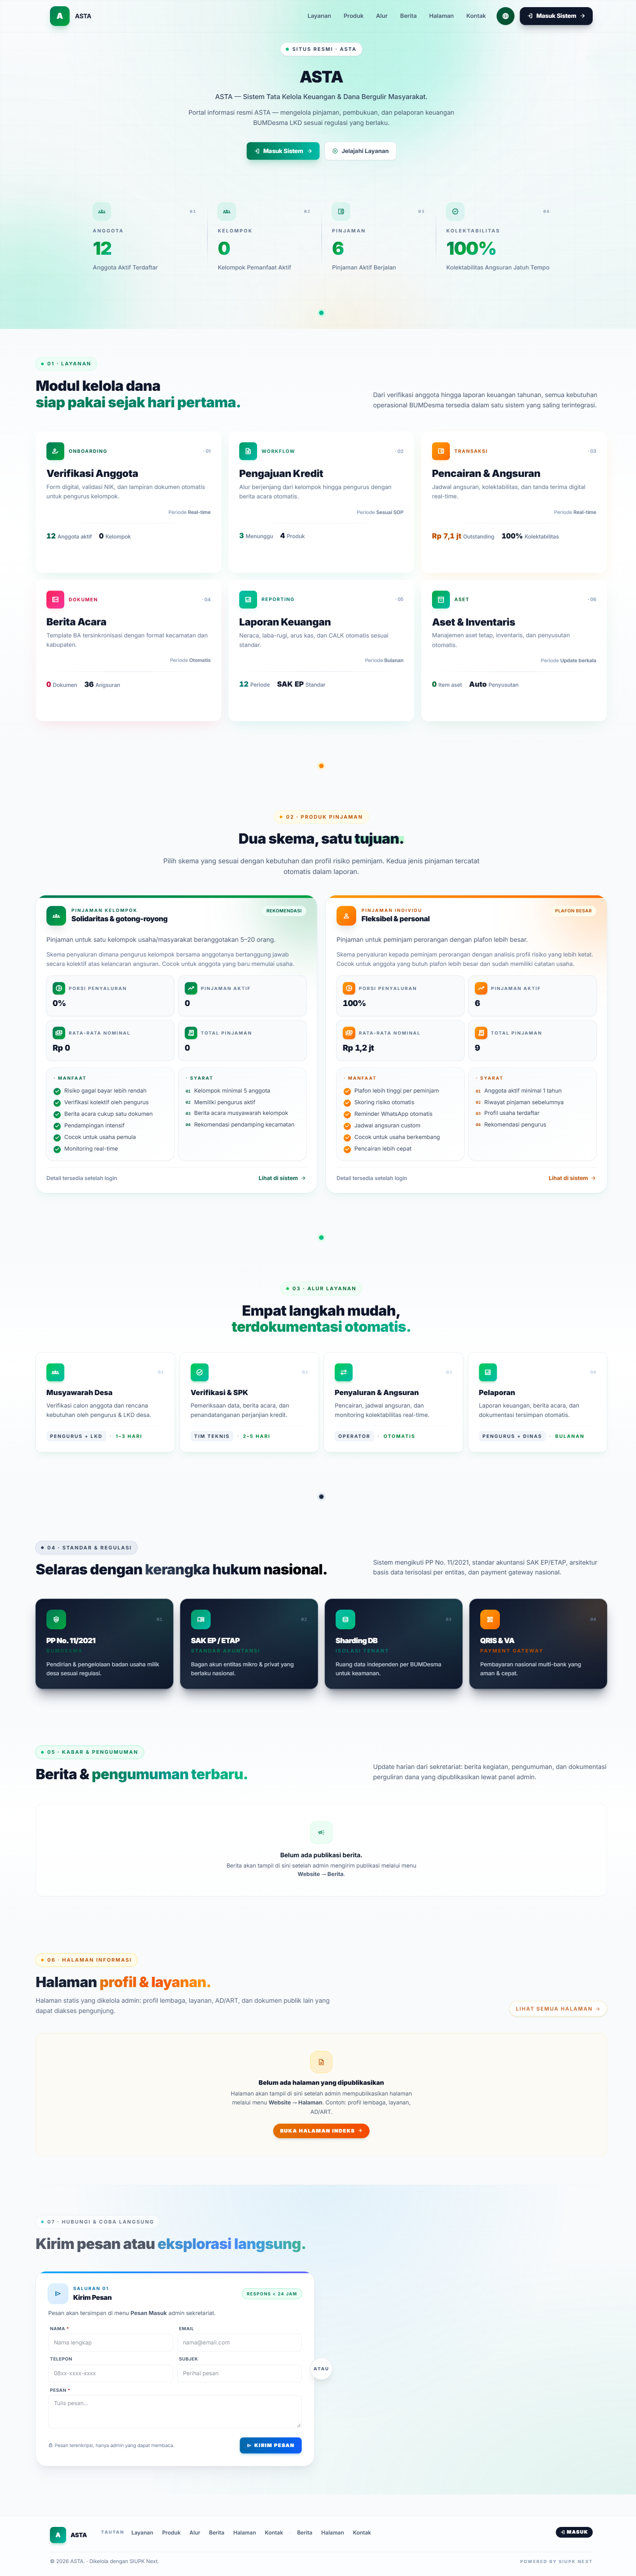 A ASTA
Layanan Produk Alur Berita Halaman Kontak
Masuk Sistem →
SITUS RESMI · ASTA
ASTA
ASTA — Sistem Tata Kelola Keuangan & Dana Bergulir Masyarakat.
Portal informasi resmi ASTA — mengelola pinjaman, pembukuan, dan pelaporan keuangan
BUMDesma LKD sesuai regulasi yang berlaku.
Masuk Sistem →
Jelajahi Layanan
01
ANGGOTA
12
Anggota Aktif Terdaftar
02
KELOMPOK
0
Kelompok Pemanfaat Aktif
03
PINJAMAN
6
Pinjaman Aktif Berjalan
04
KOLEKTABILITAS
100%
Kolektabilitas Angsuran Jatuh Tempo
01 · LAYANAN
Modul kelola dana
siap pakai sejak hari pertama.
Dari verifikasi anggota hingga laporan keuangan tahunan, semua kebutuhan
operasional BUMDesma tersedia dalam satu sistem yang saling terintegrasi.
ONBOARDING · 01
Verifikasi Anggota
Form digital, validasi NIK, dan lampiran dokumen otomatis
untuk pengurus kelompok.
Periode Real-time
12 Anggota aktif 0 Kelompok
WORKFLOW · 02
Pengajuan Kredit
Alur berjenjang dari kelompok hingga pengurus dengan
berita acara otomatis.
Periode Sesuai SOP
3 Menunggu 4 Produk
TRANSAKSI · 03
Pencairan & Angsuran
Jadwal angsuran, kolektabilitas, dan tanda terima digital
real-time.
Periode Real-time
Rp 7,1 jt Outstanding 100% Kolektabilitas
DOKUMEN · 04
Berita Acara
Template BA tersinkronisasi dengan format kecamatan dan
kabupaten.
Periode Otomatis
0 Dokumen 36 Angsuran
REPORTING · 05
Laporan Keuangan
Neraca, laba-rugi, arus kas, dan CALK otomatis sesuai
standar.
Periode Bulanan
12 Periode SAK EP Standar
ASET · 06
Aset & Inventaris
Manajemen aset tetap, inventaris, dan penyusutan
otomatis.
Periode Update berkala
0 Item aset Auto Penyusutan
02 · PRODUK PINJAMAN
Dua skema, satu tujuan.
Pilih skema yang sesuai dengan kebutuhan dan profil risiko peminjam. Kedua jenis pinjaman tercatat
otomatis dalam laporan.
PINJAMAN KELOMPOK
Solidaritas & gotong-royong
REKOMENDASI
Pinjaman untuk satu kelompok usaha/masyarakat beranggotakan 5–20 orang.
Skema penyaluran dimana pengurus kelompok bersama anggotanya bertanggung jawab
secara kolektif atas kelancaran angsuran. Cocok untuk anggota yang baru memulai usaha.
PORSI PENYALURAN
0%
PINJAMAN AKTIF
0
RATA-RATA NOMINAL
Rp 0
TOTAL PINJAMAN
0
· MANFAAT
Risiko gagal bayar lebih rendah
Verifikasi kolektif oleh pengurus
Berita acara cukup satu dokumen
Pendampingan intensif
Cocok untuk usaha pemula
Monitoring real-time
· SYARAT
01 Kelompok minimal 5 anggota
02 Memiliki pengurus aktif
03 Berita acara musyawarah kelompok
04 Rekomendasi pendamping kecamatan
Detail tersedia setelah login
Lihat di sistem →
PINJAMAN INDIVIDU
Fleksibel & personal
PLAFON BESAR
Pinjaman untuk peminjam perorangan dengan plafon lebih besar.
Skema penyaluran kepada peminjam perorangan dengan analisis profil risiko yang lebih ketat.
Cocok untuk anggota yang butuh plafon lebih besar dan sudah memiliki catatan usaha.
PORSI PENYALURAN
100%
PINJAMAN AKTIF
6
RATA-RATA NOMINAL
Rp 1,2 jt
TOTAL PINJAMAN
9
· MANFAAT
Plafon lebih tinggi per peminjam
Skoring risiko otomatis
Reminder WhatsApp otomatis
Jadwal angsuran custom
Cocok untuk usaha berkembang
Pencairan lebih cepat
· SYARAT
01 Anggota aktif minimal 1 tahun
02 Riwayat pinjaman sebelumnya
03 Profil usaha terdaftar
04 Rekomendasi pengurus
Detail tersedia setelah login
Lihat di sistem →
03 · ALUR LAYANAN
Empat langkah mudah,
terdokumentasi otomatis.
01
Musyawarah Desa
Verifikasi calon anggota dan rencana
kebutuhan oleh pengurus & LKD desa.
PENGURUS + LKD · 1–3 HARI
02
Verifikasi & SPK
Pemeriksaan data, berita acara, dan
penandatanganan perjanjian kredit.
TIM TEKNIS · 2–5 HARI
03
Penyaluran & Angsuran
Pencairan, jadwal angsuran, dan
monitoring kolektabilitas real-time.
OPERATOR · OTOMATIS
04
Pelaporan
Laporan keuangan, berita acara, dan
dokumentasi tersimpan otomatis.
PENGURUS + DINAS · BULANAN
04 · STANDAR & REGULASI
Selaras dengan kerangka hukum nasional.
Sistem mengikuti PP No. 11/2021, standar akuntansi SAK EP/ETAP, arsitektur
basis data terisolasi per entitas, dan payment gateway nasional.
01
PP No. 11/2021
BUMDESMA
Pendirian & pengelolaan badan usaha milik
desa sesuai regulasi.
02
SAK EP / ETAP
STANDAR AKUNTANSI
Bagan akun entitas mikro & privat yang
berlaku nasional.
03
Sharding DB
ISOLASI TENANT
Ruang data independen per BUMDesma
untuk keamanan.
04
QRIS & VA
PAYMENT GATEWAY
Pembayaran nasional multi-bank yang
aman & cepat.
05 · KABAR & PENGUMUMAN
Berita & pengumuman terbaru.
Update harian dari sekretariat: berita kegiatan, pengumuman, dan dokumentasi
perguliran dana yang dipublikasikan lewat panel admin.
Belum ada publikasi berita.
Berita akan tampil di sini setelah admin mengirim publikasi melalui menu
Website → Berita.
06 · HALAMAN INFORMASI
Halaman profil & layanan.
Halaman statis yang dikelola admin: profil lembaga, layanan, AD/ART, dan dokumen publik lain yang
dapat diakses pengunjung.
LIHAT SEMUA HALAMAN →
Belum ada halaman yang dipublikasikan
Halaman akan tampil di sini setelah admin mempublikasikan halaman
melalui menu Website → Halaman. Contoh: profil lembaga, layanan,
AD/ART.
BUKA HALAMAN INDEKS →
07 · HUBUNGI & COBA LANGSUNG
Kirim pesan atau eksplorasi langsung.
SALURAN 01
Kirim Pesan
RESPONS < 24 JAM
Pesan akan tersimpan di menu Pesan Masuk admin sekretariat.
NAMA *
Nama lengkap
EMAIL
nama@email.com
TELEPON
08xx-xxxx-xxxx
SUBJEK
Perihal pesan
PESAN *
Tulis pesan...
Pesan terenkripsi, hanya admin yang dapat membaca.
KIRIM PESAN
ATAU
A ASTA
TAUTAN Layanan Produk Alur Berita Halaman Kontak Berita Halaman Kontak
MASUK
© 2026 ASTA. · Dikelola dengan SIUPK Next.
POWERED BY SIUPK NEXT